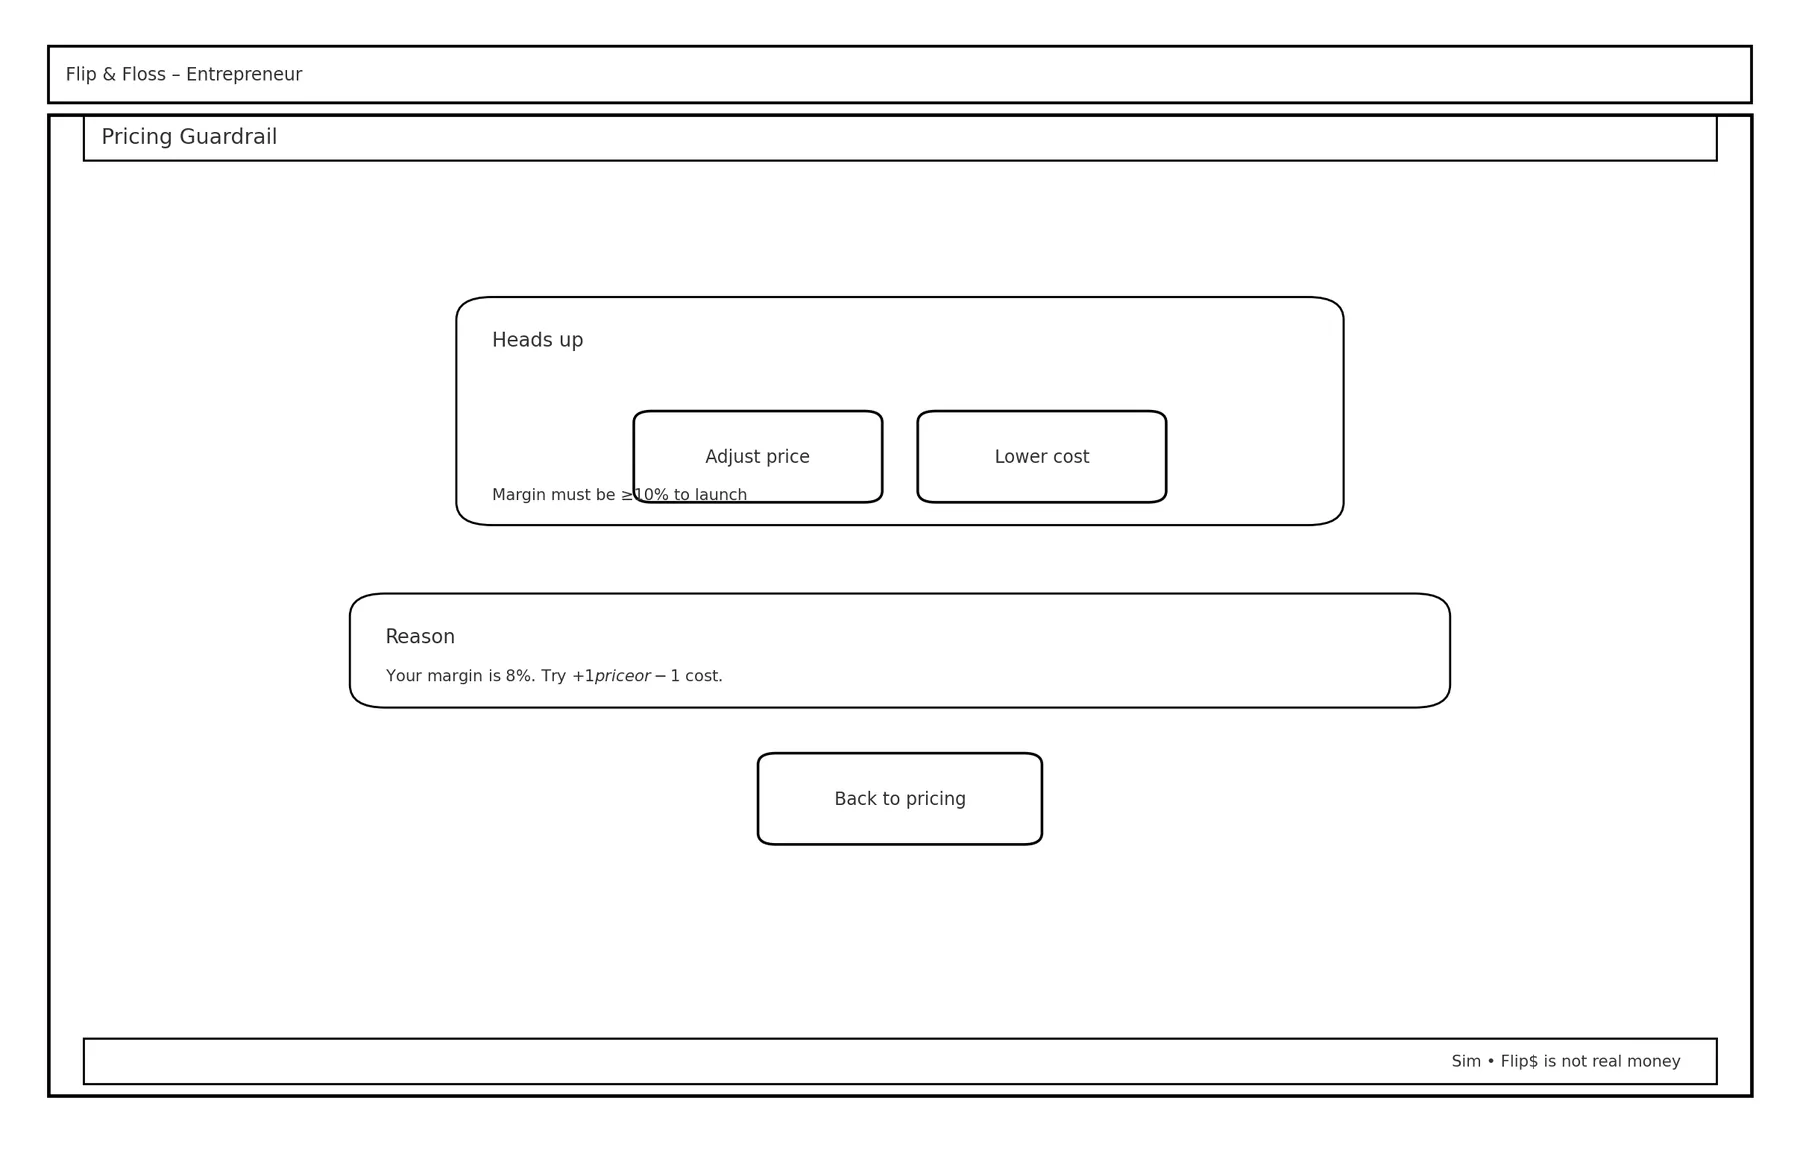 Flip & Floss – Entrepreneur
Pricing Guardrail
Heads up
Adjust price
Lower cost
Margin must be ≥10% to launch
Reason
Your margin is 8%. Try +1priceor − 1 cost.
Back to pricing
Sim • Flip$ is not real money